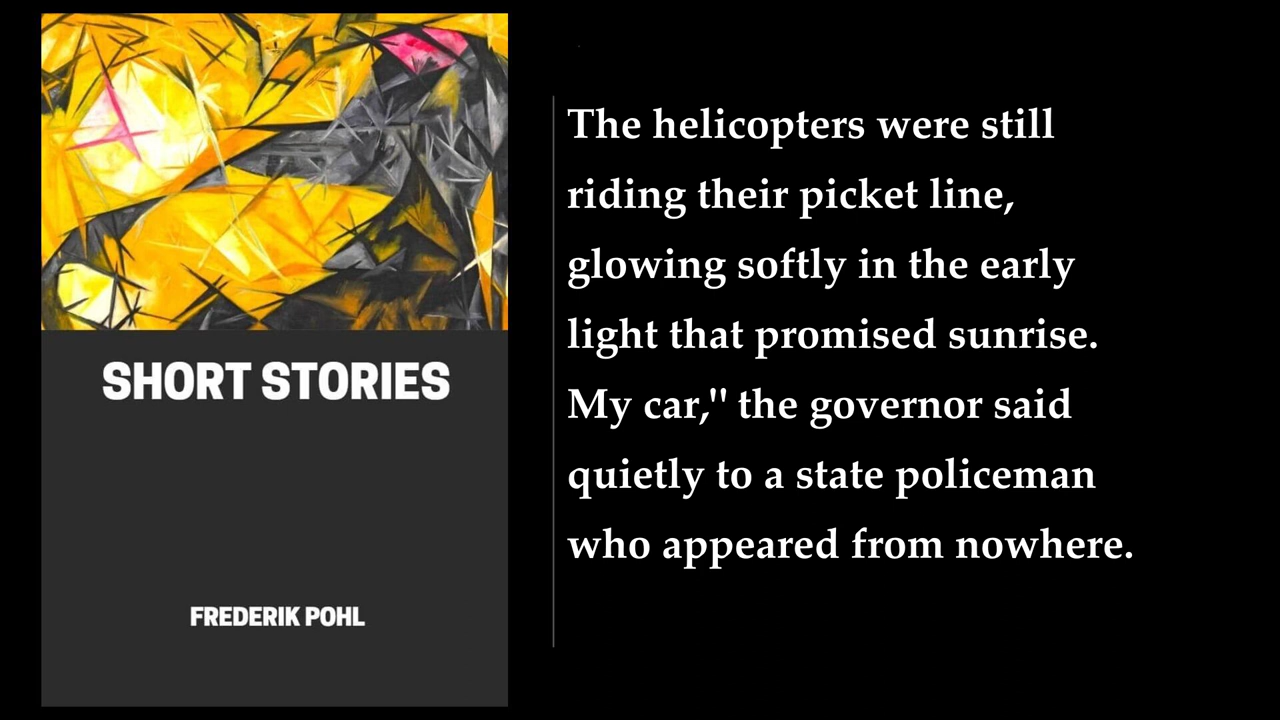 SHORT STORIES
FREDERIK POHL
The helicopters were still
riding their picket line,
glowing softly in the early
light that promised sunrise.
My car," the governor said
quietly to a state policeman
who appeared from nowhere.